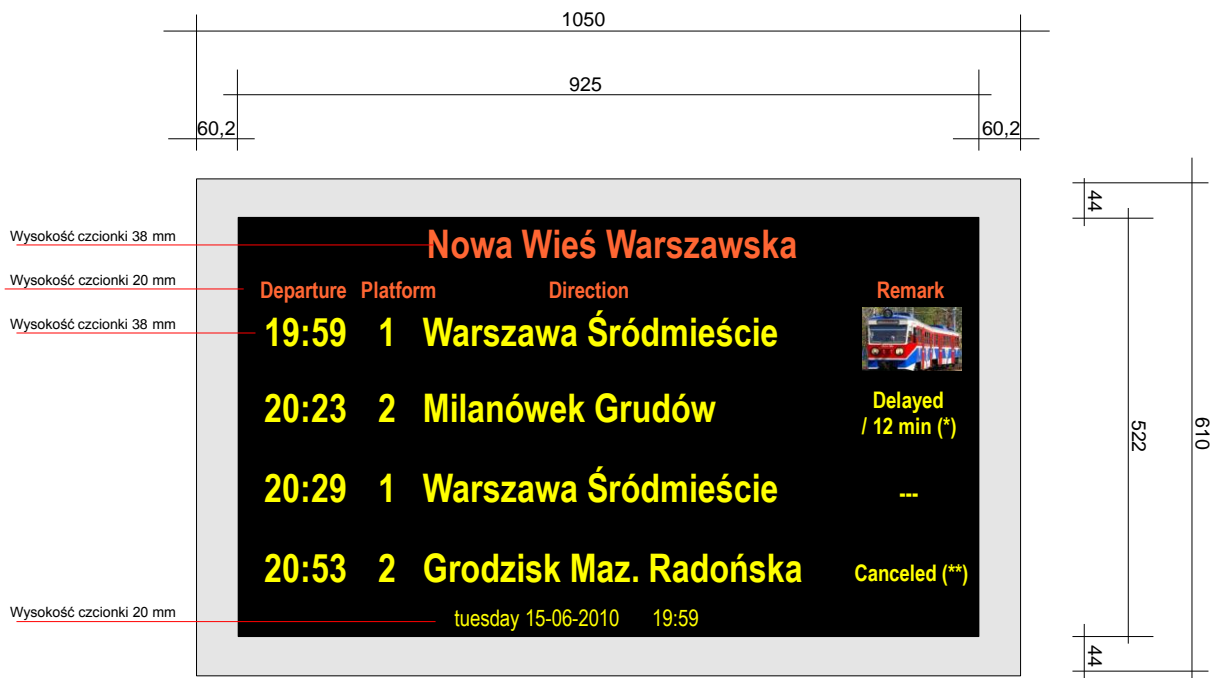 1050
925
60,2
60,2
44
Wysokość czcionki 38 mm
Nowa Wieś Warszawska
Wysokość czcionki 20 mm
Departure Platform Direction Remark
Wysokość czcionki 38 mm
19:59 1 Warszawa Śródmieście
20:23 2 Milanówek Grudów Delayed
/ 12 min (*)
522
610
20:29 1 Warszawa Śródmieście ---
20:53 2 Grodzisk Maz. Radońska Canceled (**)
Wysokość czcionki 20 mm
tuesday 15-06-2010 19:59
44